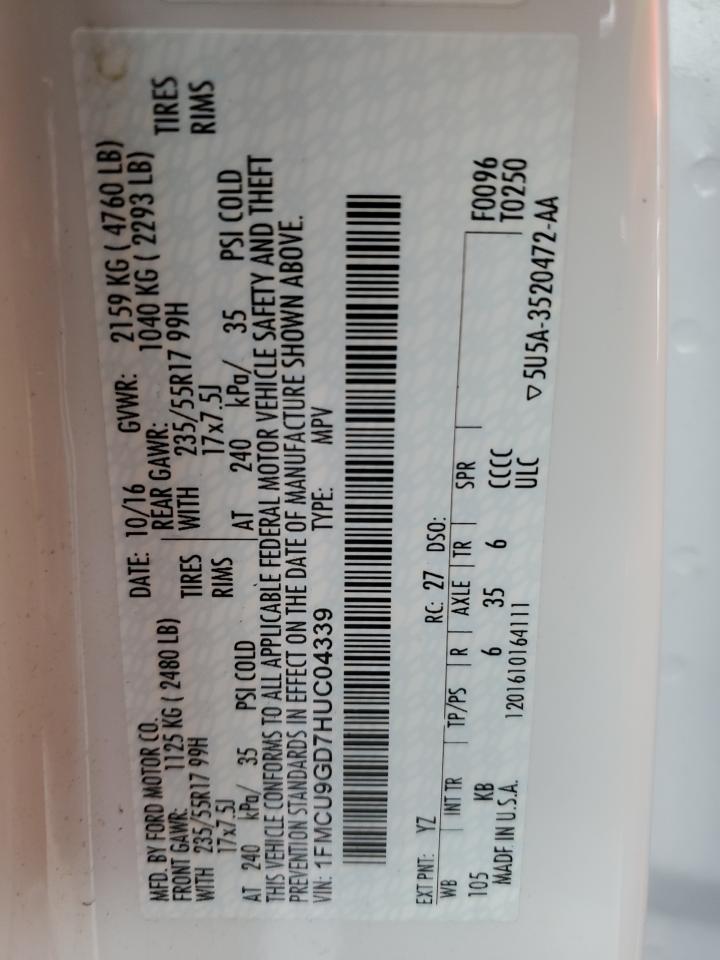 MFD. BY FORD MOTOR CO. DATE: 10/16 GVWR: 2159 KG ( 4760 LB)
FRONT GAWR: 1125 KG ( 2480 LB) REAR GAWR: 1040 KG ( 2293 LB)
WITH 235/55R17 99H TIRES WITH 235/55R17 99H TIRES
17x7.5J RIMS 17x7.5J RIMS
AT 240 kPa/ 35 PSI COLD AT 240 kPa/ 35 PSI COLD
THIS VEHICLE CONFORMS TO ALL APPLICABLE FEDERAL MOTOR VEHICLE SAFETY AND THEFT
PREVENTION STANDARDS IN EFFECT ON THE DATE OF MANUFACTURE SHOWN ABOVE.
VIN: 1FMCU9GD7HUC04339 TYPE: MPV
EXT PNT: YZ RC: 27 DSO:
WB INT TR TP/PS R AXLE TR SPR F0096
105 KB 6 35 6 CCCC T0250
MADE IN U.S.A. 1201610164111 ULC
▽5U5A-3520472-AA